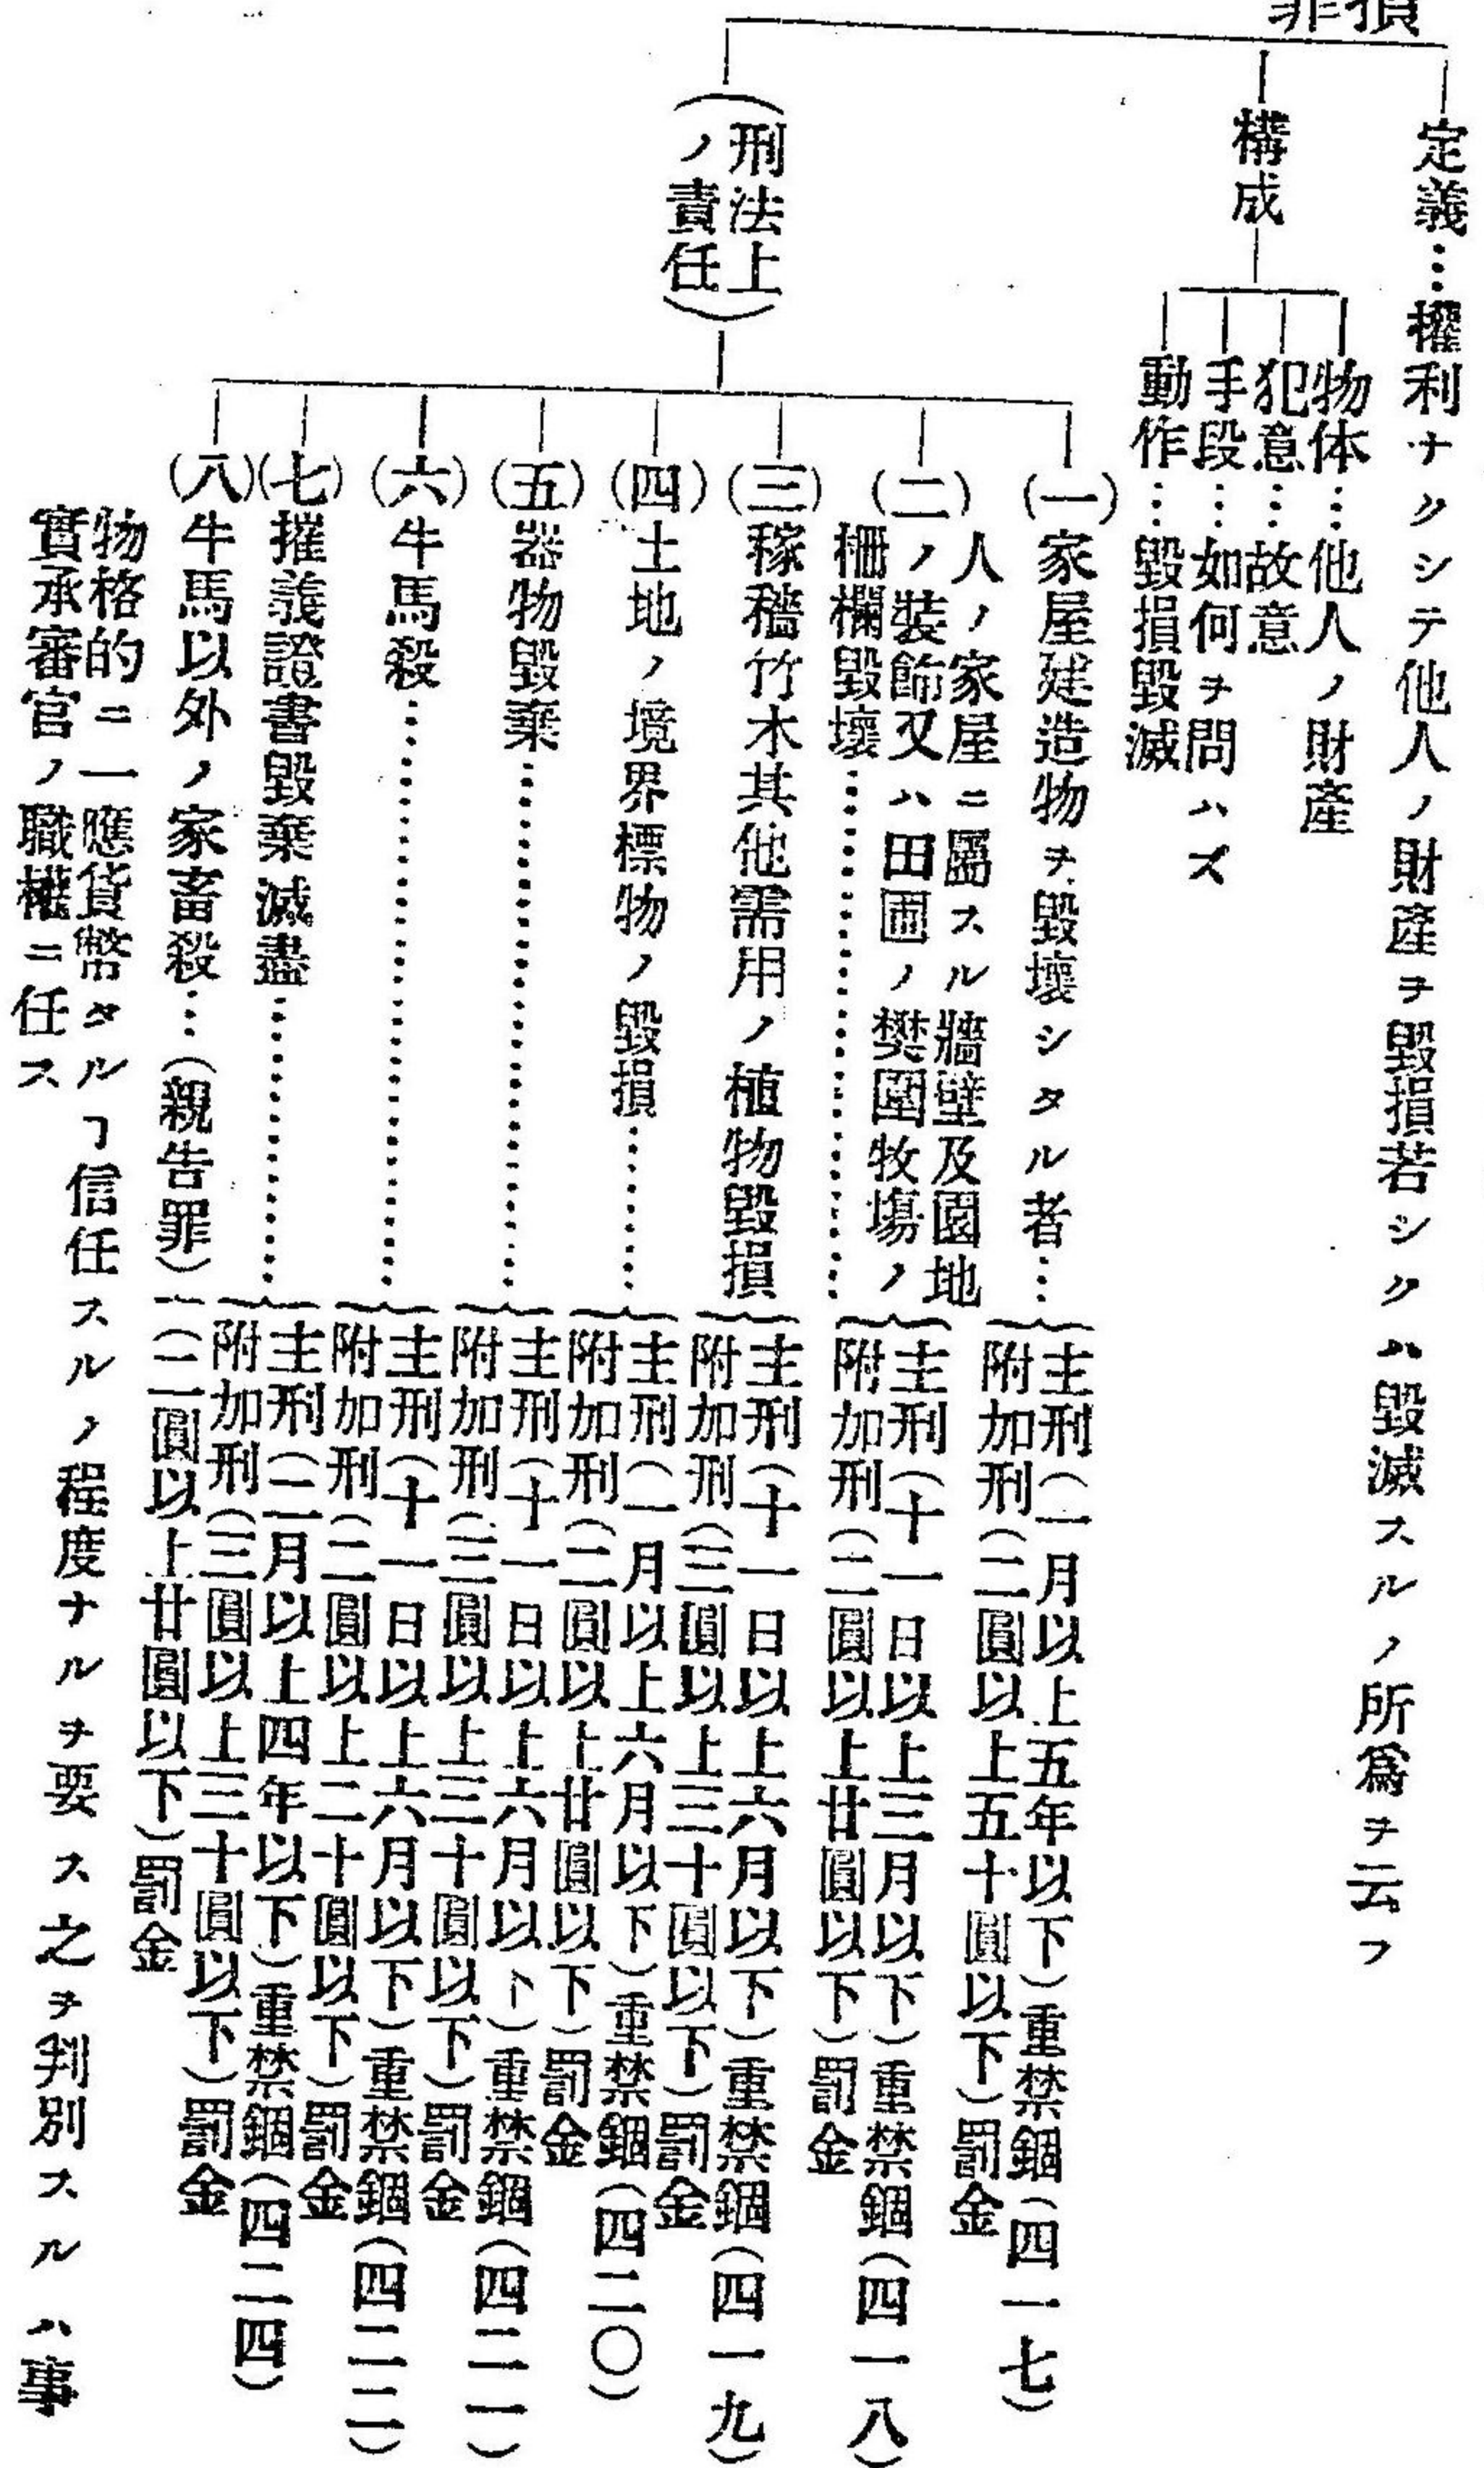 罪損
定義…權利ナクシテ他人ノ財產ヲ毀損若シクハ毀滅スルノ所爲ヲ云フ
構成
物体…他人ノ財產
犯意…故意
手段…如何ヲ問ハズ
動作…毀損毀滅
(刑法上ノ責任)
(一)家屋建造物ヲ毀壞シタル者…
主刑(一月以上五年以下)重禁錮(四一七)
附加刑(二圓以上五十圓以下)罰金
(二)
人ノ家屋ニ屬スル牆壁及園地
ノ裝飾又ハ田圃ノ樊圍牧塲ノ
柵欄毀壞…………
主刑(十一日以上三月以下)重禁錮(四一八)
附加刑(二圓以上廿圓以下)罰金
(三)稼穡竹木其他需用ノ植物毀損
主刑(十一日以上六月以下)重禁錮(四一九)
附加刑(三圓以上三十圓以下)罰金
(四)土地ノ境界標物ノ毀損……
主刑(一月以上六月以下)重禁錮(四二〇)
附加刑(二圓以上廿圓以下)罰金
(五)器物毀棄…………
主刑(十一日以上六月以下)重禁錮(四二一)
附加刑(三圓以上三十圓以下)罰金
(六)牛馬殺…………
主刑(十一日以上六月以下)重禁錮(四二二)
附加刑(二圓以上二十圓以下)罰金
(七)搉義證書毀棄滅盡………
主刑(二月以上四年以下)重禁錮(四二四)
附加刑(三圓以上三十圓以下)罰金
(八)牛馬以外ノ家畜殺…(親告罪)
(二圓以上廿圓以下)罰金
物格的ニ一應貨幣タルヿ信任スルノ程度ナルヲ要ス之ヲ判別スルハ事
實承審官ノ職權ニ任ス